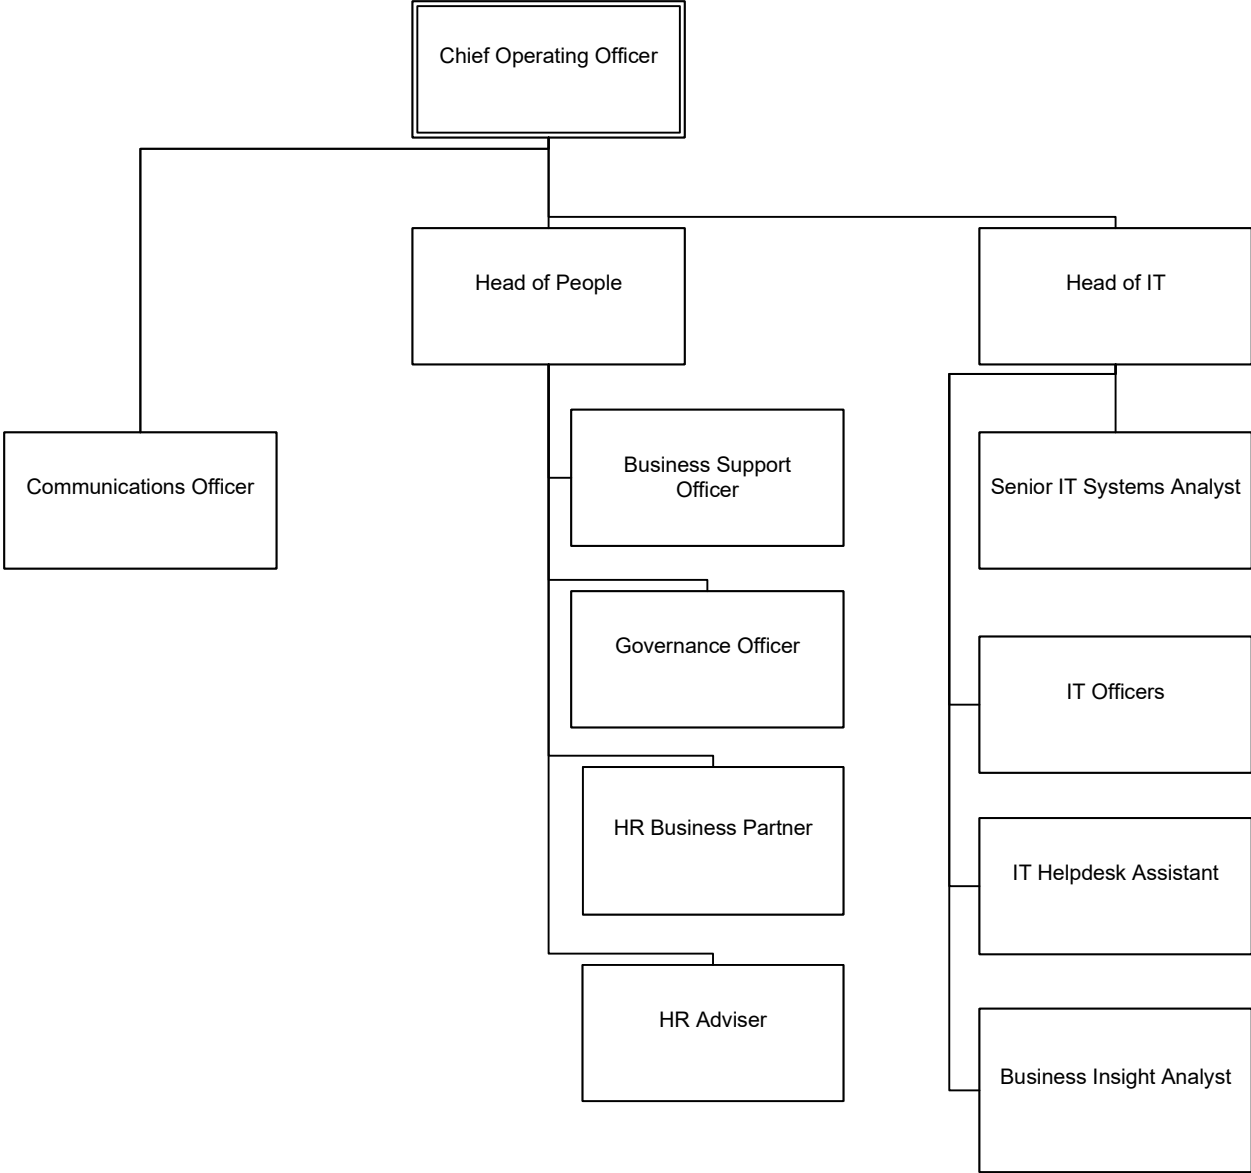 Chief Operating Officer
Head of People
Head of IT
Communications Officer
Business Support
Officer
Senior IT Systems Analyst
Governance Officer
IT Officers
HR Business Partner
IT Helpdesk Assistant
HR Adviser
Business Insight Analyst